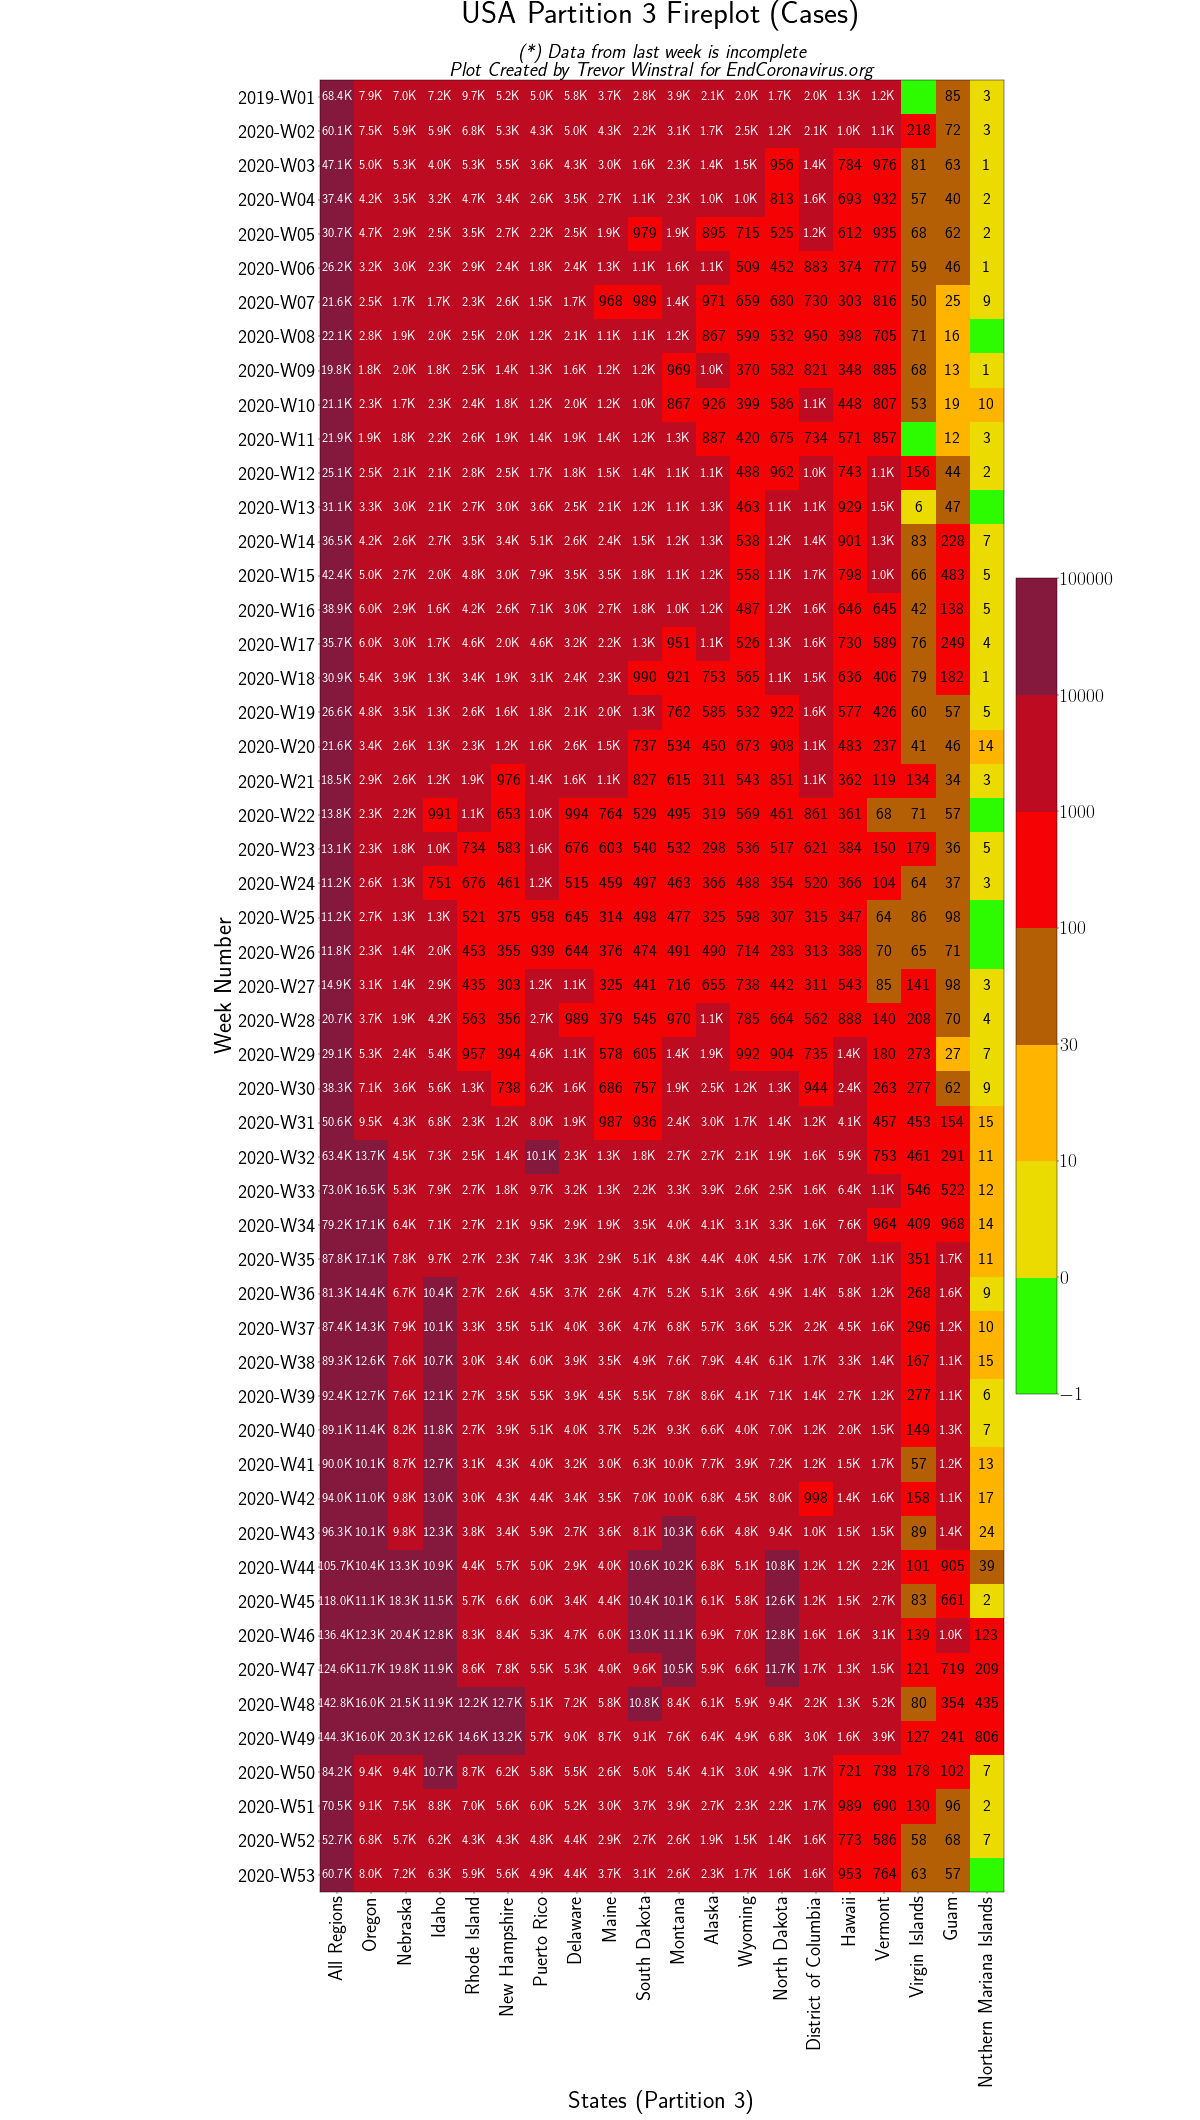 USA Partition 3 Fireplot (Cases)
(*) Data from last week is incomplete
Plot Created by Trevor Winstral for EndCoronavirus.org
2019-W01 68.4K 7.9K 7.0K 7.2K 9.7K 5.2K 5.0K 5.8K 3.7K 2.8K 3.9K 2.1K 2.0K 1.7K 2.0K 1.3K 1.2K 85 3
2020-W02 60.1K 7.5K 5.9K 5.9K 6.8K 5.3K 4.3K 5.0K 4.3K 2.2K 3.1K 1.7K 2.5K 1.2K 2.1K 1.0K 1.1K 218 72 3
2020-W03 47.1K 5.0K 5.3K 4.0K 5.3K 5.5K 3.6K 4.3K 3.0K 1.6K 2.3K 1.4K 1.5K 956 1.4K 784 976 81 63 1
2020-W04 37.4K 4.2K 3.5K 3.2K 4.7K 3.4K 2.6K 3.5K 2.7K 1.1K 2.3K 1.0K 1.0K 813 1.6K 693 932 57 40 2
2020-W05 30.7K 4.7K 2.9K 2.5K 3.5K 2.7K 2.2K 2.5K 1.9K 979 1.9K 895 715 525 1.2K 612 935 68 62 2
2020-W06 26.2K 3.2K 3.0K 2.3K 2.9K 2.4K 1.8K 2.4K 1.3K 1.1K 1.6K 1.1K 509 452 883 374 777 59 46 1
2020-W07 21.6K 2.5K 1.7K 1.7K 2.3K 2.6K 1.5K 1.7K 968 989 1.4K 971 659 680 730 303 816 50 25 9
2020-W08 22.1K 2.8K 1.9K 2.0K 2.5K 2.0K 1.2K 2.1K 1.1K 1.1K 1.2K 867 599 532 950 398 705 71 16
2020-W09 19.8K 1.8K 2.0K 1.8K 2.5K 1.4K 1.3K 1.6K 1.2K 1.2K 969 1.0K 370 582 821 348 885 68 13 1
2020-W10 21.1K 2.3K 1.7K 2.3K 2.4K 1.8K 1.2K 2.0K 1.2K 1.0K 867 926 399 586 1.1K 448 807 53 19 10
2020-W11 21.9K 1.9K 1.8K 2.2K 2.6K 1.9K 1.4K 1.9K 1.4K 1.2K 1.3K 887 420 675 734 571 857 12 3
2020-W12 25.1K 2.5K 2.1K 2.1K 2.8K 2.5K 1.7K 1.8K 1.5K 1.4K 1.1K 1.1K 488 962 1.0K 743 1.1K 156 44 2
2020-W13 31.1K 3.3K 3.0K 2.1K 2.7K 3.0K 3.6K 2.5K 2.1K 1.2K 1.1K 1.3K 463 1.1K 1.1K 929 1.5K 6 47
2020-W14 36.5K 4.2K 2.6K 2.7K 3.5K 3.4K 5.1K 2.6K 2.4K 1.5K 1.2K 1.3K 538 1.2K 1.4K 901 1.3K 83 228 7
2020-W15 42.4K 5.0K 2.7K 2.0K 4.8K 3.0K 7.9K 3.5K 3.5K 1.8K 1.1K 1.2K 558 1.1K 1.7K 798 1.0K 66 483 5
2020-W16 38.9K 6.0K 2.9K 1.6K 4.2K 2.6K 7.1K 3.0K 2.7K 1.8K 1.0K 1.2K 487 1.2K 1.6K 646 645 42 138 5
2020-W17 35.7K 6.0K 3.0K 1.7K 4.6K 2.0K 4.6K 3.2K 2.2K 1.3K 951 1.1K 526 1.3K 1.6K 730 589 76 249 4
2020-W18 30.9K 5.4K 3.9K 1.3K 3.4K 1.9K 3.1K 2.4K 2.3K 990 921 753 565 1.1K 1.5K 636 406 79 182 1
2020-W19 26.6K 4.8K 3.5K 1.3K 2.6K 1.6K 1.8K 2.1K 2.0K 1.3K 762 585 532 922 1.6K 577 426 60 57 5
2020-W20 21.6K 3.4K 2.6K 1.3K 2.3K 1.2K 1.6K 2.6K 1.5K 737 534 450 673 908 1.1K 483 237 41 46 14
2020-W21 18.5K 2.9K 2.6K 1.2K 1.9K 976 1.4K 1.6K 1.1K 827 615 311 543 851 1.1K 362 119 134 34 3
2020-W22 13.8K 2.3K 2.2K 991 1.1K 653 1.0K 994 764 529 495 319 569 461 861 361 68 71 57
2020-W23 13.1K 2.3K 1.8K 1.0K 734 583 1.6K 676 603 540 532 298 536 517 621 384 150 179 36 5
2020-W24 11.2K 2.6K 1.3K 751 676 461 1.2K 515 459 497 463 366 488 354 520 366 104 64 37 3
2020-W25 11.2K 2.7K 1.3K 1.3K 521 375 958 645 314 498 477 325 598 307 315 347 64 86 98
2020-W26 11.8K 2.3K 1.4K 2.0K 453 355 939 644 376 474 491 490 714 283 313 388 70 65 71
2020-W27 14.9K 3.1K 1.4K 2.9K 435 303 1.2K 1.1K 325 441 716 655 738 442 311 543 85 141 98 3
2020-W28 20.7K 3.7K 1.9K 4.2K 563 356 2.7K 989 379 545 970 1.1K 785 664 562 888 140 208 70 4
2020-W29 29.1K 5.3K 2.4K 5.4K 957 394 4.6K 1.1K 578 605 1.4K 1.9K 992 904 735 1.4K 180 273 27 7
2020-W30 38.3K 7.1K 3.6K 5.6K 1.3K 738 6.2K 1.6K 686 757 1.9K 2.5K 1.2K 1.3K 944 2.4K 263 277 62 9
2020-W31 50.6K 9.5K 4.3K 6.8K 2.3K 1.2K 8.0K 1.9K 987 936 2.4K 3.0K 1.7K 1.4K 1.2K 4.1K 457 453 154 15
2020-W32 63.4K 13.7K 4.5K 7.3K 2.5K 1.4K 10.1K 2.3K 1.3K 1.8K 2.7K 2.7K 2.1K 1.9K 1.6K 5.9K 753 461 291 11
2020-W33 73.0K 16.5K 5.3K 7.9K 2.7K 1.8K 9.7K 3.2K 1.3K 2.2K 3.3K 3.9K 2.6K 2.5K 1.6K 6.4K 1.1K 546 522 12
2020-W34 79.2K 17.1K 6.4K 7.1K 2.7K 2.1K 9.5K 2.9K 1.9K 3.5K 4.0K 4.1K 3.1K 3.3K 1.6K 7.6K 964 409 968 14
2020-W35 87.8K 17.1K 7.8K 9.7K 2.7K 2.3K 7.4K 3.3K 2.9K 5.1K 4.8K 4.4K 4.0K 4.5K 1.7K 7.0K 1.1K 351 1.7K 11
2020-W36 81.3K 14.4K 6.7K 10.4K 2.7K 2.6K 4.5K 3.7K 2.6K 4.7K 5.2K 5.1K 3.6K 4.9K 1.4K 5.8K 1.2K 268 1.6K 9
2020-W37 87.4K 14.3K 7.9K 10.1K 3.3K 3.5K 5.1K 4.0K 3.6K 4.7K 6.8K 5.7K 3.6K 5.2K 2.2K 4.5K 1.6K 296 1.2K 10
2020-W38 89.3K 12.6K 7.6K 10.7K 3.0K 3.4K 6.0K 3.9K 3.5K 4.9K 7.6K 7.9K 4.4K 6.1K 1.7K 3.3K 1.4K 167 1.1K 15
2020-W39 92.4K 12.7K 7.6K 12.1K 2.7K 3.5K 5.5K 3.9K 4.5K 5.5K 7.8K 8.6K 4.1K 7.1K 1.4K 2.7K 1.2K 277 1.1K 6
2020-W40 89.1K 11.4K 8.2K 11.8K 2.7K 3.9K 5.1K 4.0K 3.7K 5.2K 9.3K 6.6K 4.0K 7.0K 1.2K 2.0K 1.5K 149 1.3K 7
2020-W41 90.0K 10.1K 8.7K 12.7K 3.1K 4.3K 4.0K 3.2K 3.0K 6.3K 10.0K 7.7K 3.9K 7.2K 1.2K 1.5K 1.7K 57 1.2K 13
2020-W42 94.0K 11.0K 9.8K 13.0K 3.0K 4.3K 4.4K 3.4K 3.5K 7.0K 10.0K 6.8K 4.5K 8.0K 998 1.4K 1.6K 158 1.1K 17
2020-W43 96.3K 10.1K 9.8K 12.3K 3.8K 3.4K 5.9K 2.7K 3.6K 8.1K 10.3K 6.6K 4.8K 9.4K 1.0K 1.5K 1.5K 89 1.4K 24
2020-W44 105.7K 10.4K 13.3K 10.9K 4.4K 5.7K 5.0K 2.9K 4.0K 10.6K 10.2K 6.8K 5.1K 10.8K 1.2K 1.2K 2.2K 101 905 39
2020-W45 118.0K 11.1K 18.3K 11.5K 5.7K 6.6K 6.0K 3.4K 4.4K 10.4K 10.1K 6.1K 5.8K 12.6K 1.2K 1.5K 2.7K 83 661 2
2020-W46 136.4K 12.3K 20.4K 12.8K 8.3K 8.4K 5.3K 4.7K 6.0K 13.0K 11.1K 6.9K 7.0K 12.8K 1.6K 1.6K 3.1K 139 1.0K 123
2020-W47 124.6K 11.7K 19.8K 11.9K 8.6K 7.8K 5.5K 5.3K 4.0K 9.6K 10.5K 5.9K 6.6K 11.7K 1.7K 1.3K 1.5K 121 719 209
2020-W48 142.8K 16.0K 21.5K 11.9K 12.2K 12.7K 5.1K 7.2K 5.8K 10.8K 8.4K 6.1K 5.9K 9.4K 2.2K 1.3K 5.2K 80 354 435
2020-W49 144.3K 16.0K 20.3K 12.6K 14.6K 13.2K 5.7K 9.0K 8.7K 9.1K 7.6K 6.4K 4.9K 6.8K 3.0K 1.6K 3.9K 127 241 806
2020-W50 84.2K 9.4K 9.4K 10.7K 8.7K 6.2K 5.8K 5.5K 2.6K 5.0K 5.4K 4.1K 3.0K 4.9K 1.7K 721 738 178 102 7
2020-W51 70.5K 9.1K 7.5K 8.8K 7.0K 5.6K 6.0K 5.2K 3.0K 3.7K 3.9K 2.7K 2.3K 2.2K 1.7K 989 690 130 96 2
2020-W52 52.7K 6.8K 5.7K 6.2K 4.3K 4.3K 4.8K 4.4K 2.9K 2.7K 2.6K 1.9K 1.5K 1.4K 1.6K 773 586 58 68 7
2020-W53 60.7K 8.0K 7.2K 6.3K 5.9K 5.6K 4.9K 4.4K 3.7K 3.1K 2.6K 2.3K 1.7K 1.6K 1.6K 953 764 63 57
Week Number
All Regions
Oregon
Nebraska
Idaho
Rhode Island
New Hampshire
Puerto Rico
Delaware
Maine
South Dakota
Montana
Alaska
Wyoming
North Dakota
District of Columbia
Hawaii
Vermont
Virgin Islands
Guam
Northern Mariana Islands
States (Partition 3)
100000
10000
1000
100
30
10
0
−1